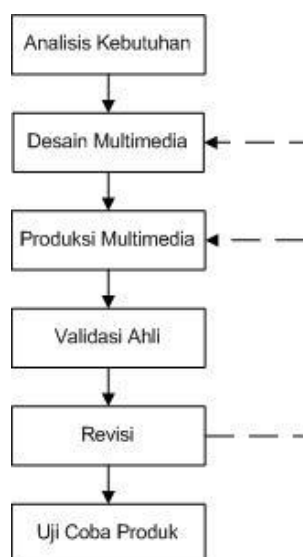 Analisis Kebutuhan
Desain Multimedia
Produksi Multimedia
Validasi Ahli
Revisi
Uji Coba Produk